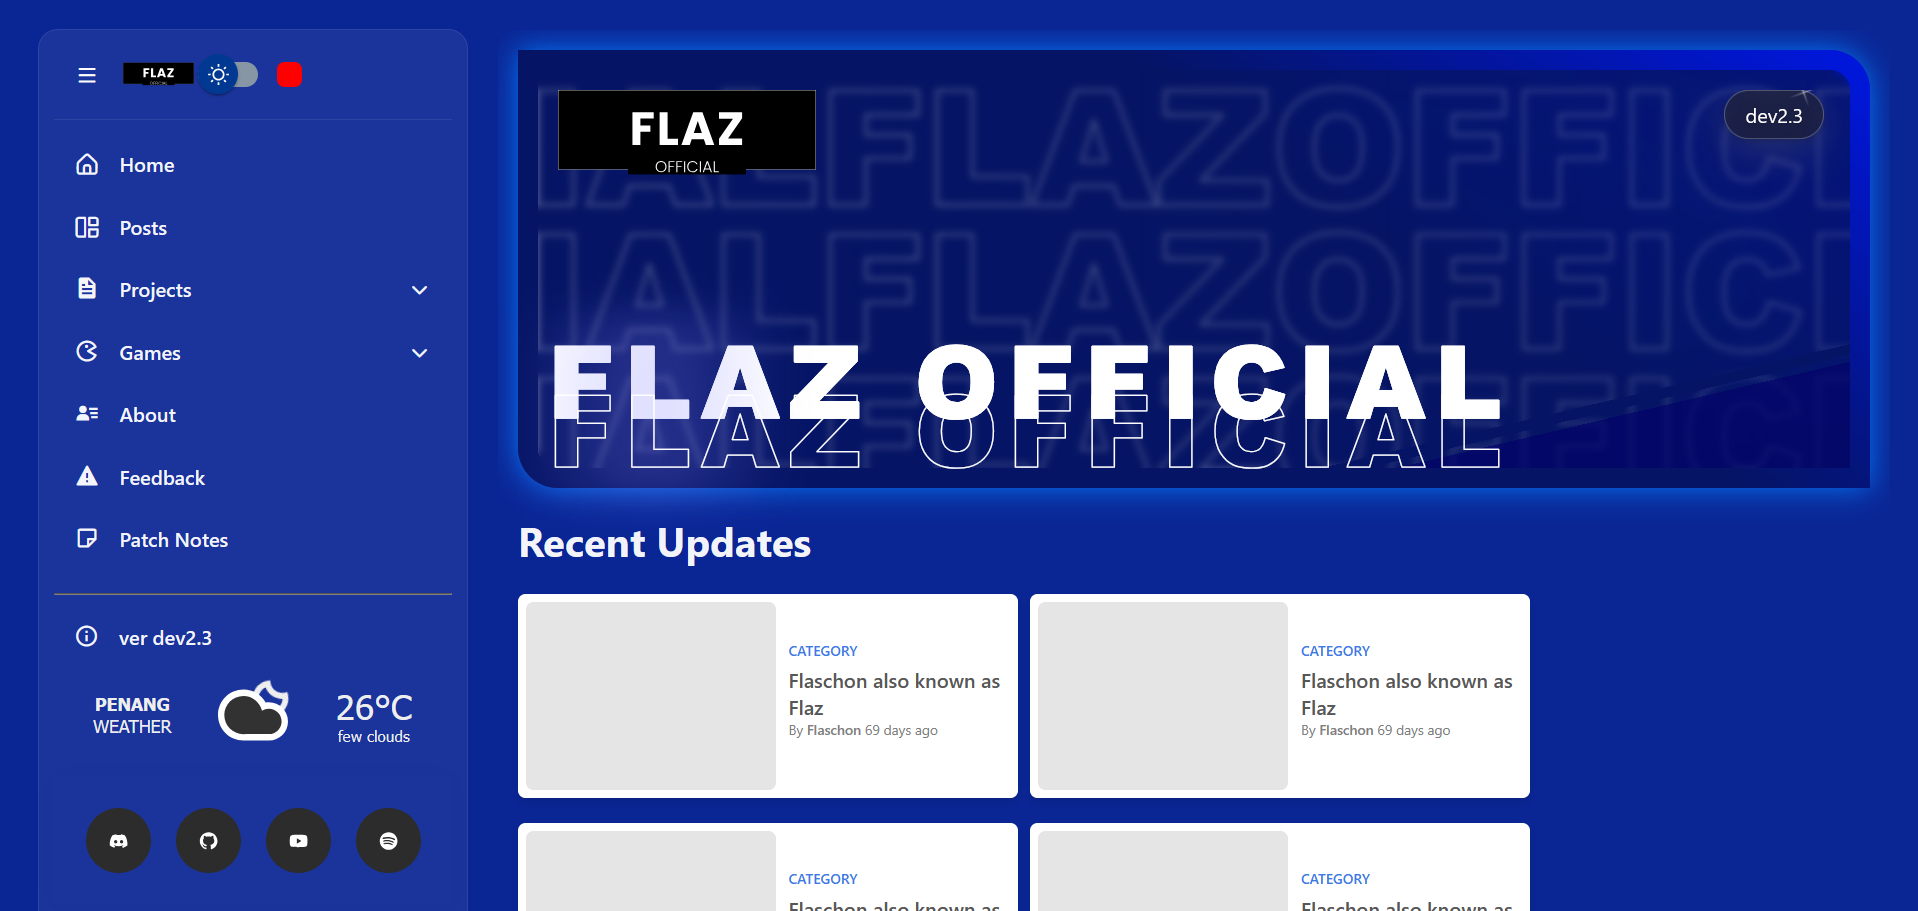 FLAZ
OFFICIAL
Home
Posts
Projects
Games
About
Feedback
Patch Notes
ver dev2.3
PENANG
WEATHER
26°C
few clouds
IALFLAZOFFICI
FLAZ
OFFICIAL
dev2.3
IALFLAZOFFICI
FLAZ OFFICIAL
FLAZ OFFICIAL
Recent Updates
CATEGORY
Flaschon also known as
Flaz
By Flaschon 69 days ago
CATEGORY
Flaschon also known as
Flaz
By Flaschon 69 days ago
CATEGORY
Flaschon also known as
CATEGORY
Flaschon also known as